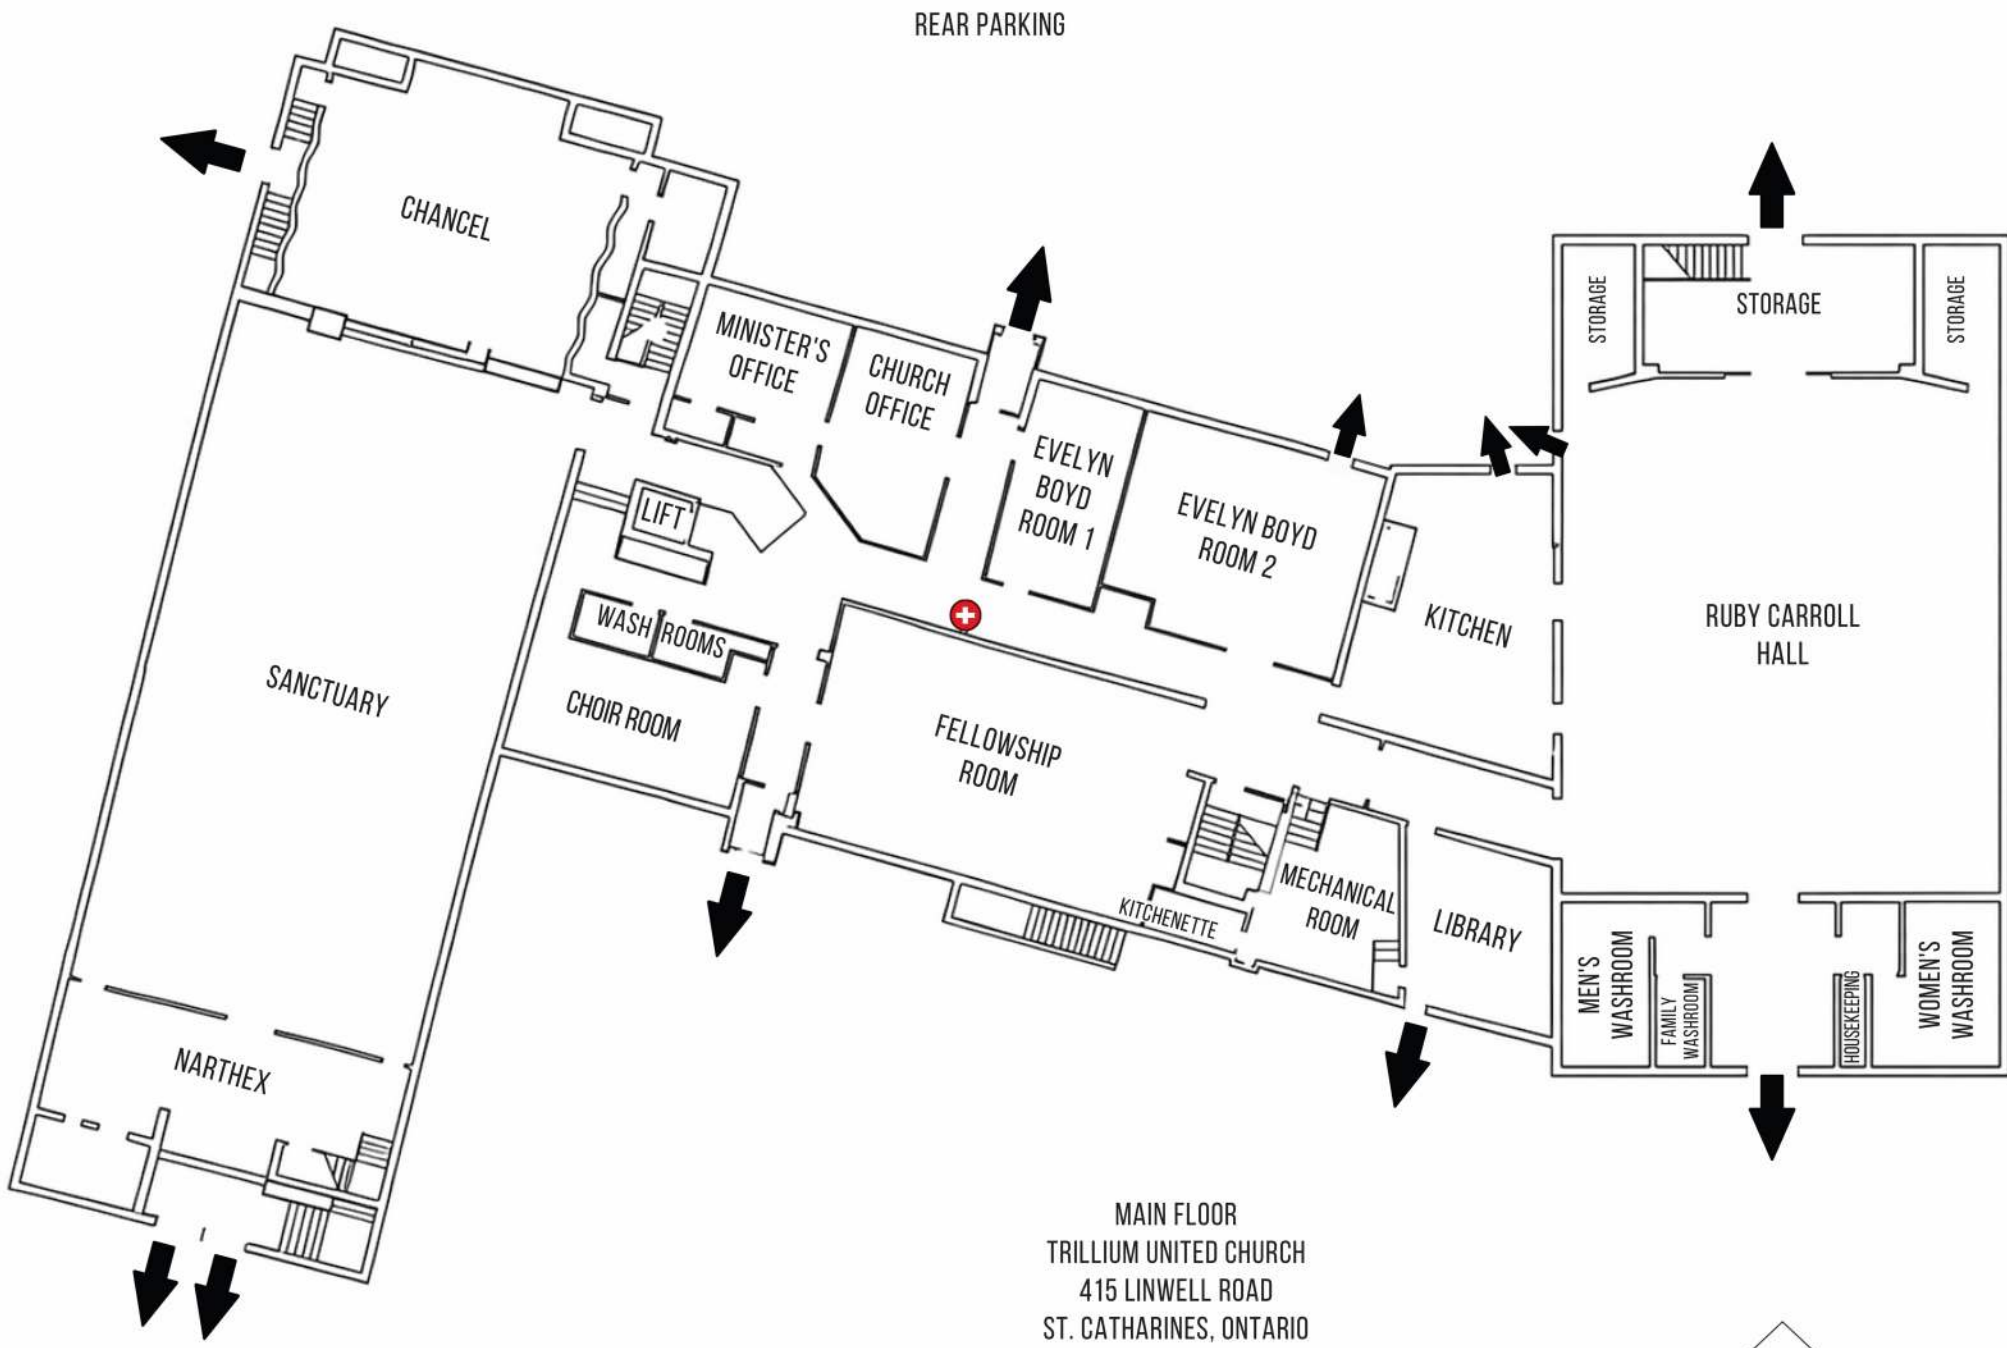 REAR PARKING
CHANCEL
MINISTER'S
OFFICE
CHURCH
OFFICE
EVELYN
BOYD
ROOM 1
EVELYN BOYD
ROOM 2
STORAGE
STORAGE
STORAGE
LIFT
WASH ROOMS
CHOIR ROOM
SANCTUARY
KITCHEN
RUBY CARROLL
HALL
FELLOWSHIP
ROOM
KITCHENETTE
MECHANICAL
ROOM
LIBRARY
MEN'S
WASHROOM
FAMILY
WASHROOM
HOUSEKEEPING
WOMEN'S
WASHROOM
NARTHEX
MAIN FLOOR
TRILLIUM UNITED CHURCH
415 LINWELL ROAD
ST. CATHARINES, ONTARIO